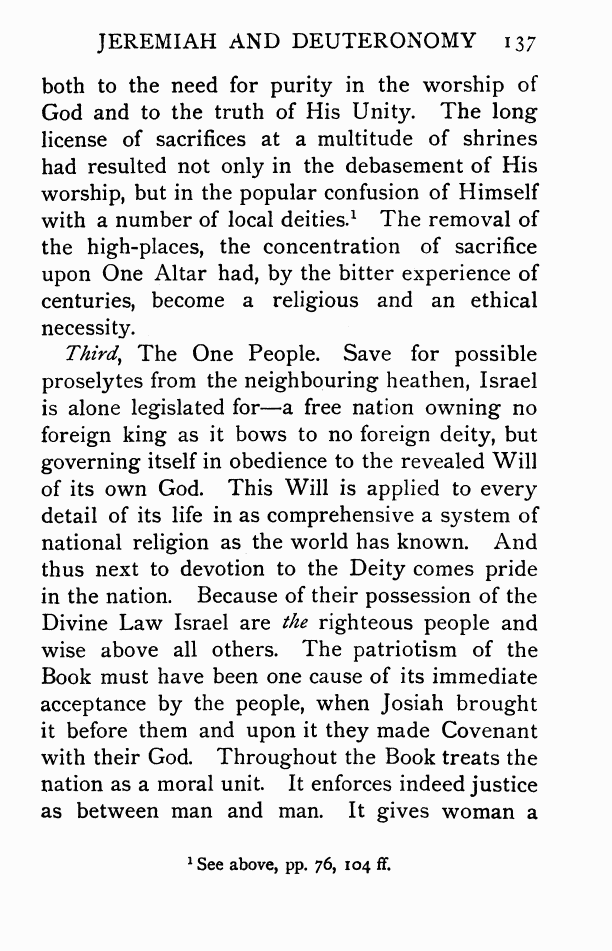 JEREMIAH AND DEUTERONOMY 137
both to the need for purity in the worship of
God and to the truth of His Unity. The long
license of sacrifices at a multitude of shrines
had resulted not only in the debasement of His
worship, but in the popular confusion of Himself
with a number of local deities.¹ The removal of
the high-places, the concentration of sacrifice
upon One Altar had, by the bitter experience of
centuries, become a religious and an ethical
necessity.
Third, The One People. Save for possible
proselytes from the neighbouring heathen, Israel
is alone legislated for—a free nation owning no
foreign king as it bows to no foreign deity, but
governing itself in obedience to the revealed Will
of its own God. This Will is applied to every
detail of its life in as comprehensive a system of
national religion as the world has known. And
thus next to devotion to the Deity comes pride
in the nation. Because of their possession of the
Divine Law Israel are the righteous people and
wise above all others. The patriotism of the
Book must have been one cause of its immediate
acceptance by the people, when Josiah brought
it before them and upon it they made Covenant
with their God. Throughout the Book treats the
nation as a moral unit. It enforces indeed justice
as between man and man. It gives woman a
¹ See above, pp. 76, 104 ff.